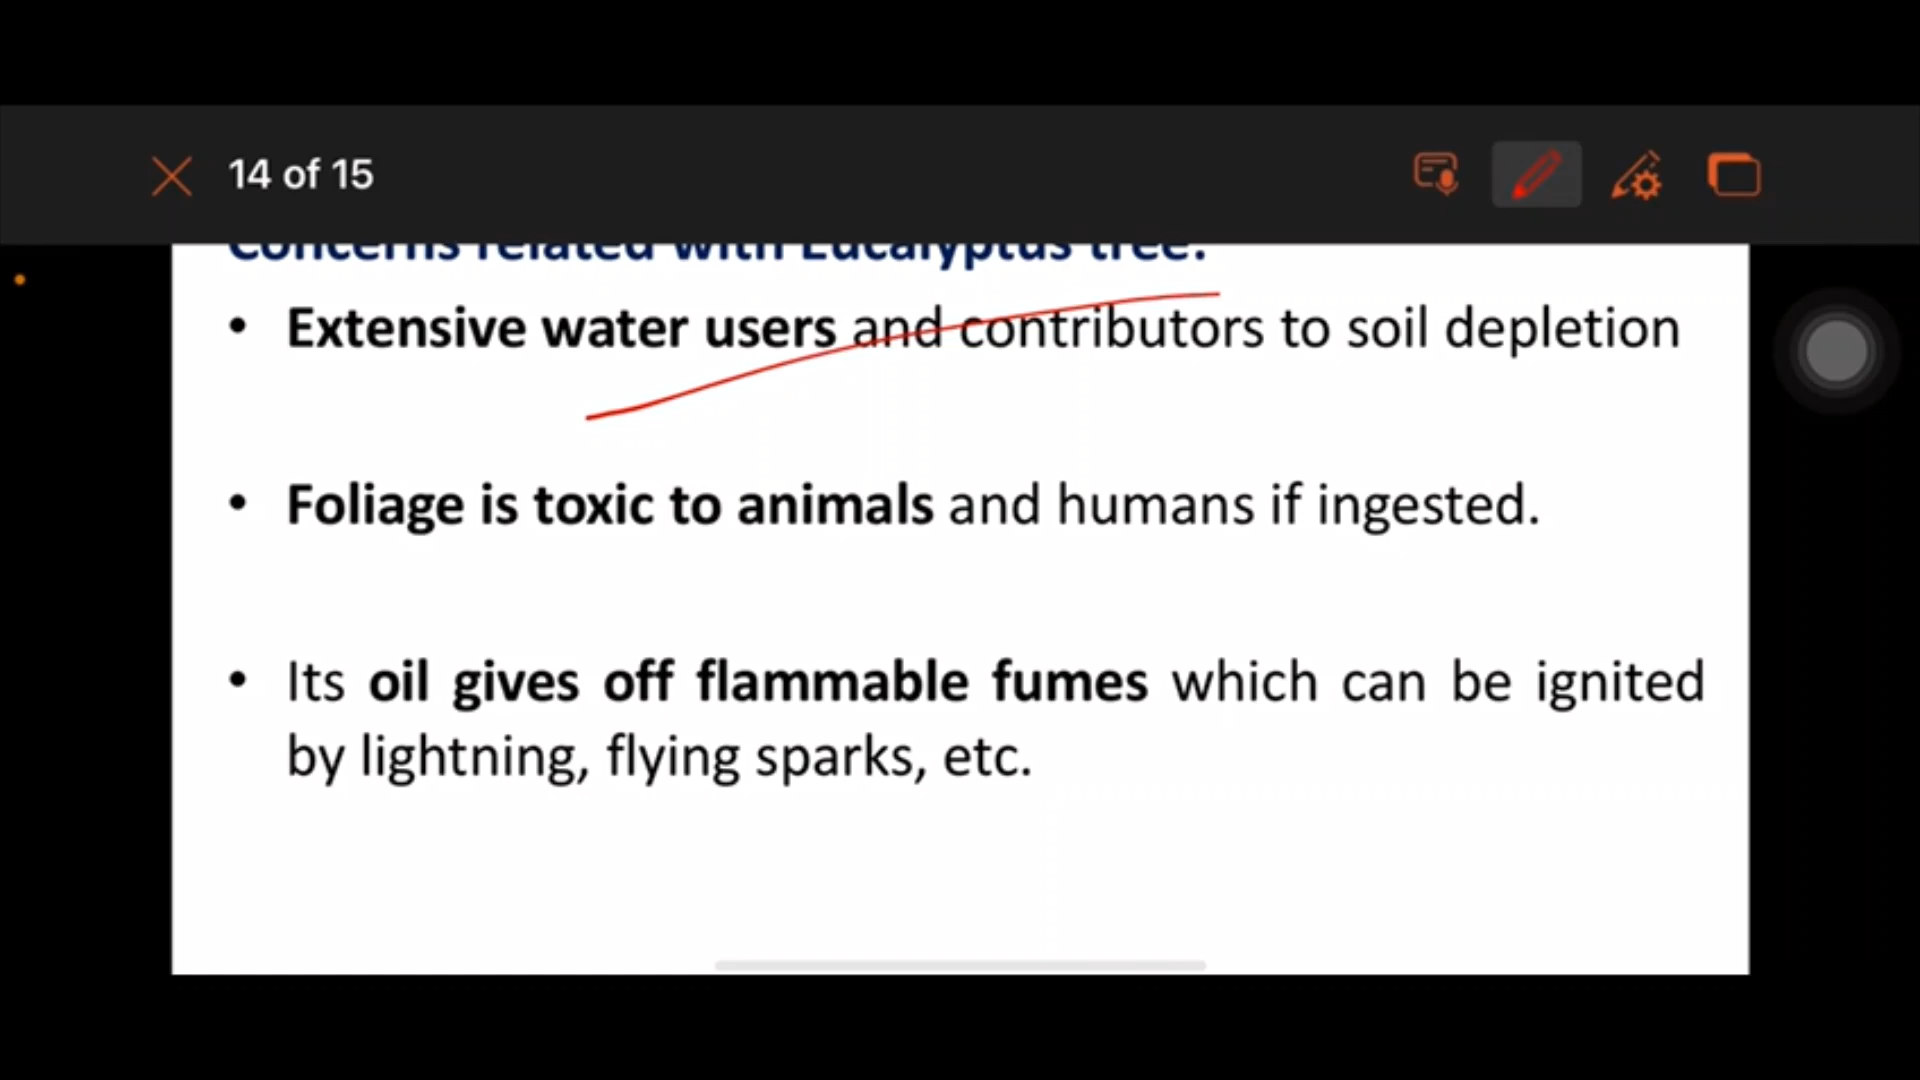 14 of 15
Concerns related with Eucalyptus tree:
• Extensive water users and contributors to soil depletion
• Foliage is toxic to animals and humans if ingested.
• Its oil gives off flammable fumes which can be ignited
by lightning, flying sparks, etc.